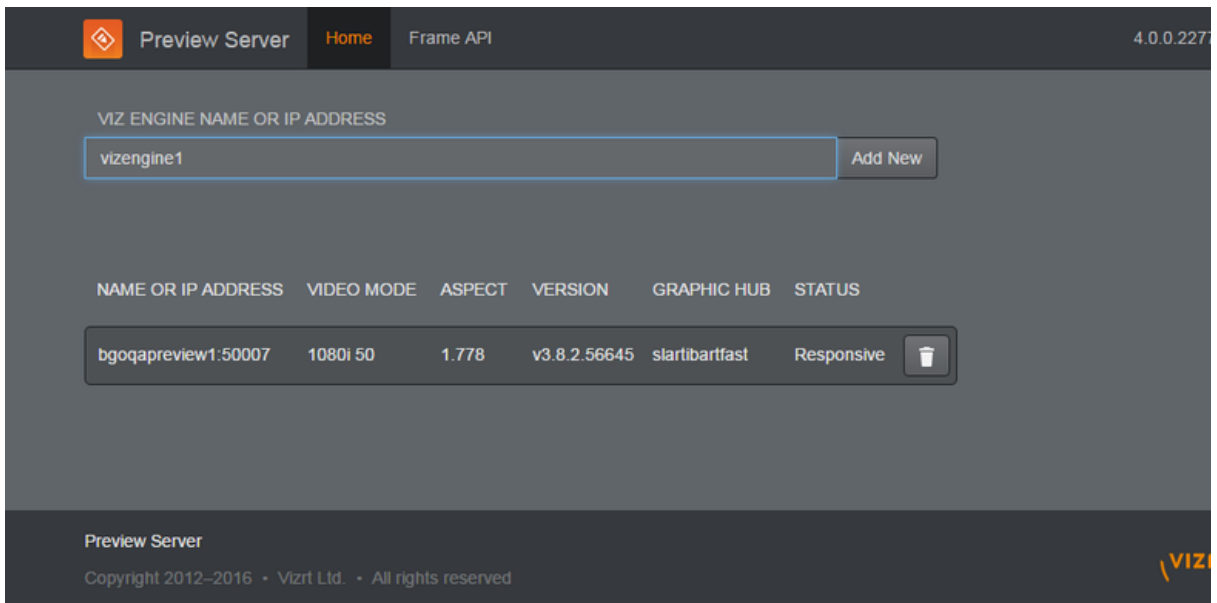 Preview Server Home Frame API 4.0.0.2277
VIZ ENGINE NAME OR IP ADDRESS
vizengine1 Add New
NAME OR IP ADDRESS VIDEO MODE ASPECT VERSION GRAPHIC HUB STATUS
bgoqapreview1:50007 1080i 50 1.778 v3.8.2.56645 slartibartfast Responsive
Preview Server
Copyright 2012–2016 • Vizrt Ltd. • All rights reserved